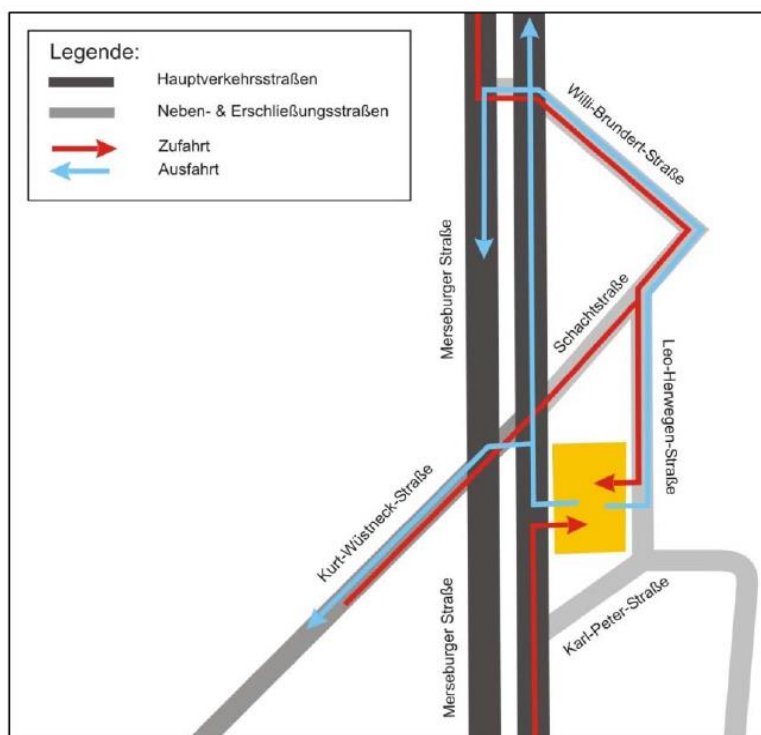 Legende:
Hauptverkehrsstraßen
Neben- & Erschließungsstraßen
Zufahrt
Ausfahrt
Willi-Brundert-Straße
Merseburger Straße
Schachtstraße
Leo-Herwegen-Straße
Kurt-Wüstneck-Straße
Merseburger Straße
Karl-Peter-Straße